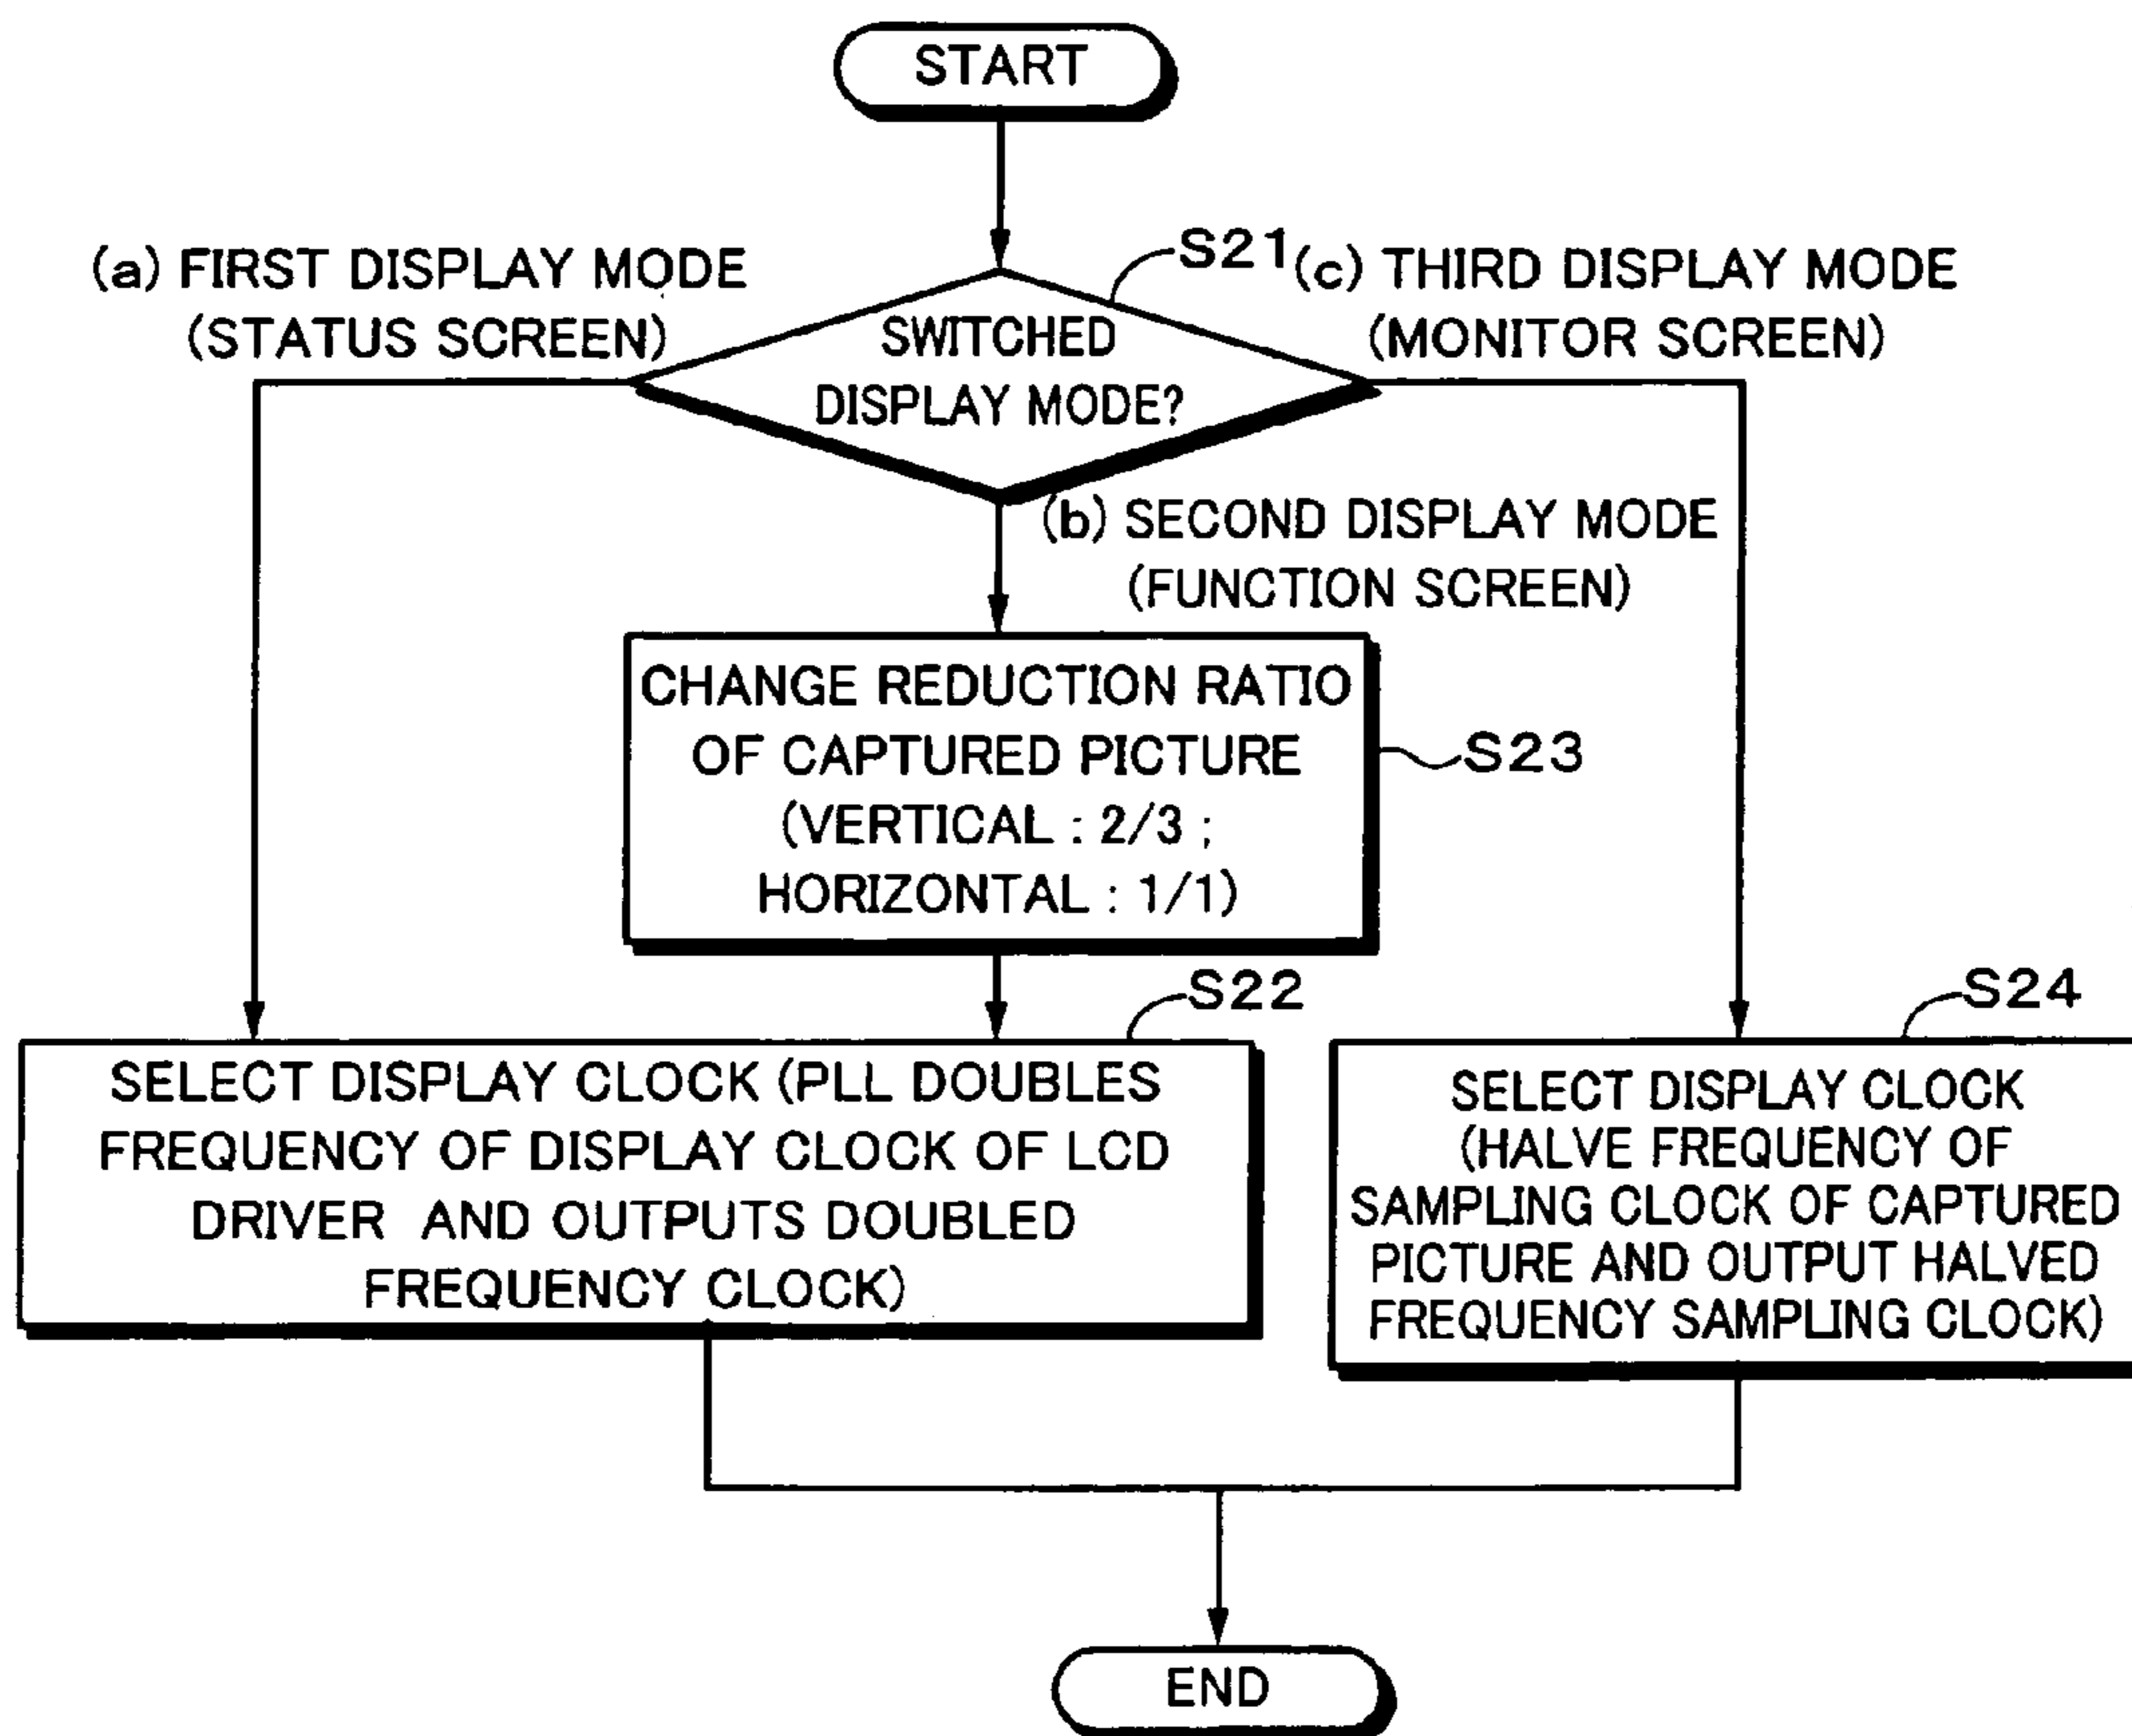 START
S21
(a) FIRST DISPLAY MODE
(STATUS SCREEN)
SWITCHED
DISPLAY MODE?
(c) THIRD DISPLAY MODE
(MONITOR SCREEN)
(b) SECOND DISPLAY MODE
(FUNCTION SCREEN)
CHANGE REDUCTION RATIO
OF CAPTURED PICTURE
(VERTICAL : 2/3 ;
HORIZONTAL : 1/1)
S23
S22
SELECT DISPLAY CLOCK (PLL DOUBLES
FREQUENCY OF DISPLAY CLOCK OF LCD
DRIVER AND OUTPUTS DOUBLED
FREQUENCY CLOCK)
S24
SELECT DISPLAY CLOCK
(HALVE FREQUENCY OF
SAMPLING CLOCK OF CAPTURED
PICTURE AND OUTPUT HALVED
FREQUENCY SAMPLING CLOCK)
END